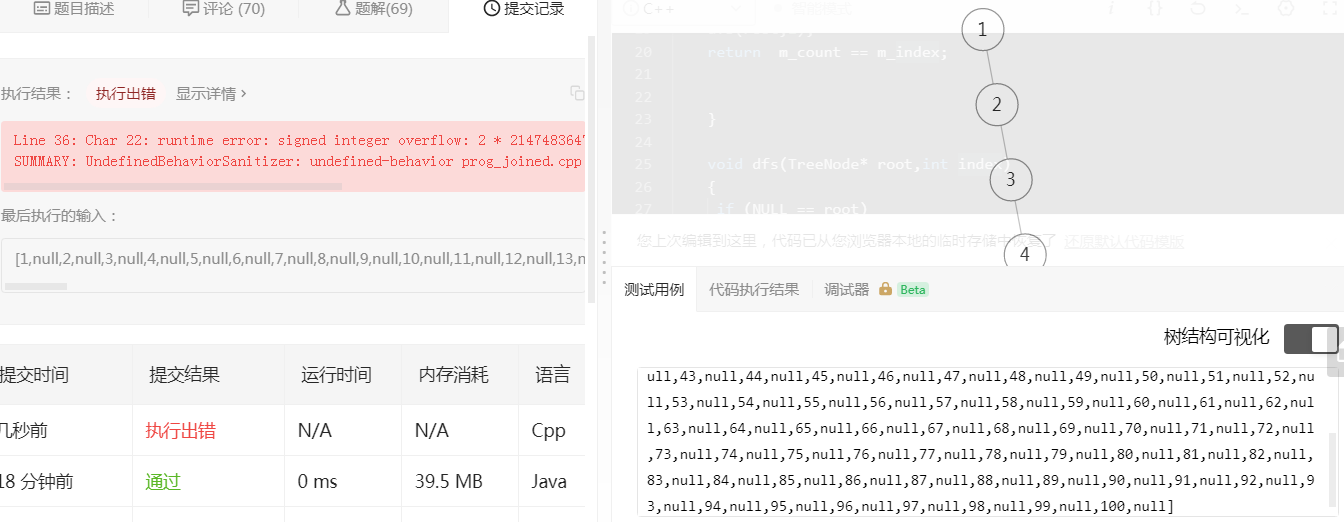 题目描述
评论 (70)
题解(69)
提交记录
执行结果：
执行出错
显示详情 ›
Line 36: Char 22: runtime error: signed integer overflow: 2 * 2147483647
SUMMARY: UndefinedBehaviorSanitizer: undefined-behavior prog_joined.cpp
最后执行的输入：
[1,null,2,null,3,null,4,null,5,null,6,null,7,null,8,null,9,null,10,null,11,null,12,null,13,n
提交时间
提交结果
运行时间
内存消耗
语言
几秒前
执行出错
N/A
N/A
Cpp
18 分钟前
通过
0 ms
39.5 MB
Java
C++
20 return m_count == m_index;
21
22
23 }
24
25 void dfs(TreeNode* root,int index)
26 {
27 if (NULL == root)
1
2
3
4
您上次编辑到这里，代码已从您浏览器本地的临时存储中恢复了 还原默认代码模版
测试用例
代码执行结果
调试器
Beta
树结构可视化
ull,43,null,44,null,45,null,46,null,47,null,48,null,49,null,50,null,51,null,52,nu
ll,53,null,54,null,55,null,56,null,57,null,58,null,59,null,60,null,61,null,62,nul
l,63,null,64,null,65,null,66,null,67,null,68,null,69,null,70,null,71,null,72,null
,73,null,74,null,75,null,76,null,77,null,78,null,79,null,80,null,81,null,82,null,
83,null,84,null,85,null,86,null,87,null,88,null,89,null,90,null,91,null,92,null,9
3,null,94,null,95,null,96,null,97,null,98,null,99,null,100,null]